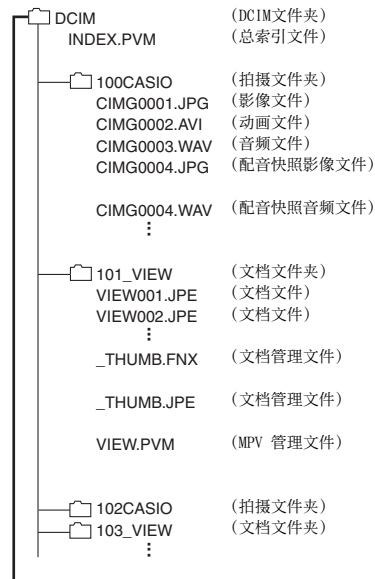 DCIM (DCIM文件夹)
INDEX.PVM (总索引文件)
100CASIO (拍摄文件夹)
CIMG0001.JPG (影像文件)
CIMG0002.AVI (动画文件)
CIMG0003.WAV (音频文件)
CIMG0004.JPG (配音快照影像文件)
CIMG0004.WAV (配音快照音频文件)
101_VIEW (文档文件夹)
VIEW001.JPE (文档文件)
VIEW002.JPE (文档文件)
_THUMB.FNX (文档管理文件)
_THUMB.JPE (文档管理文件)
VIEW.PVM (MPV 管理文件)
102CASIO (拍摄文件夹)
103_VIEW (文档文件夹)